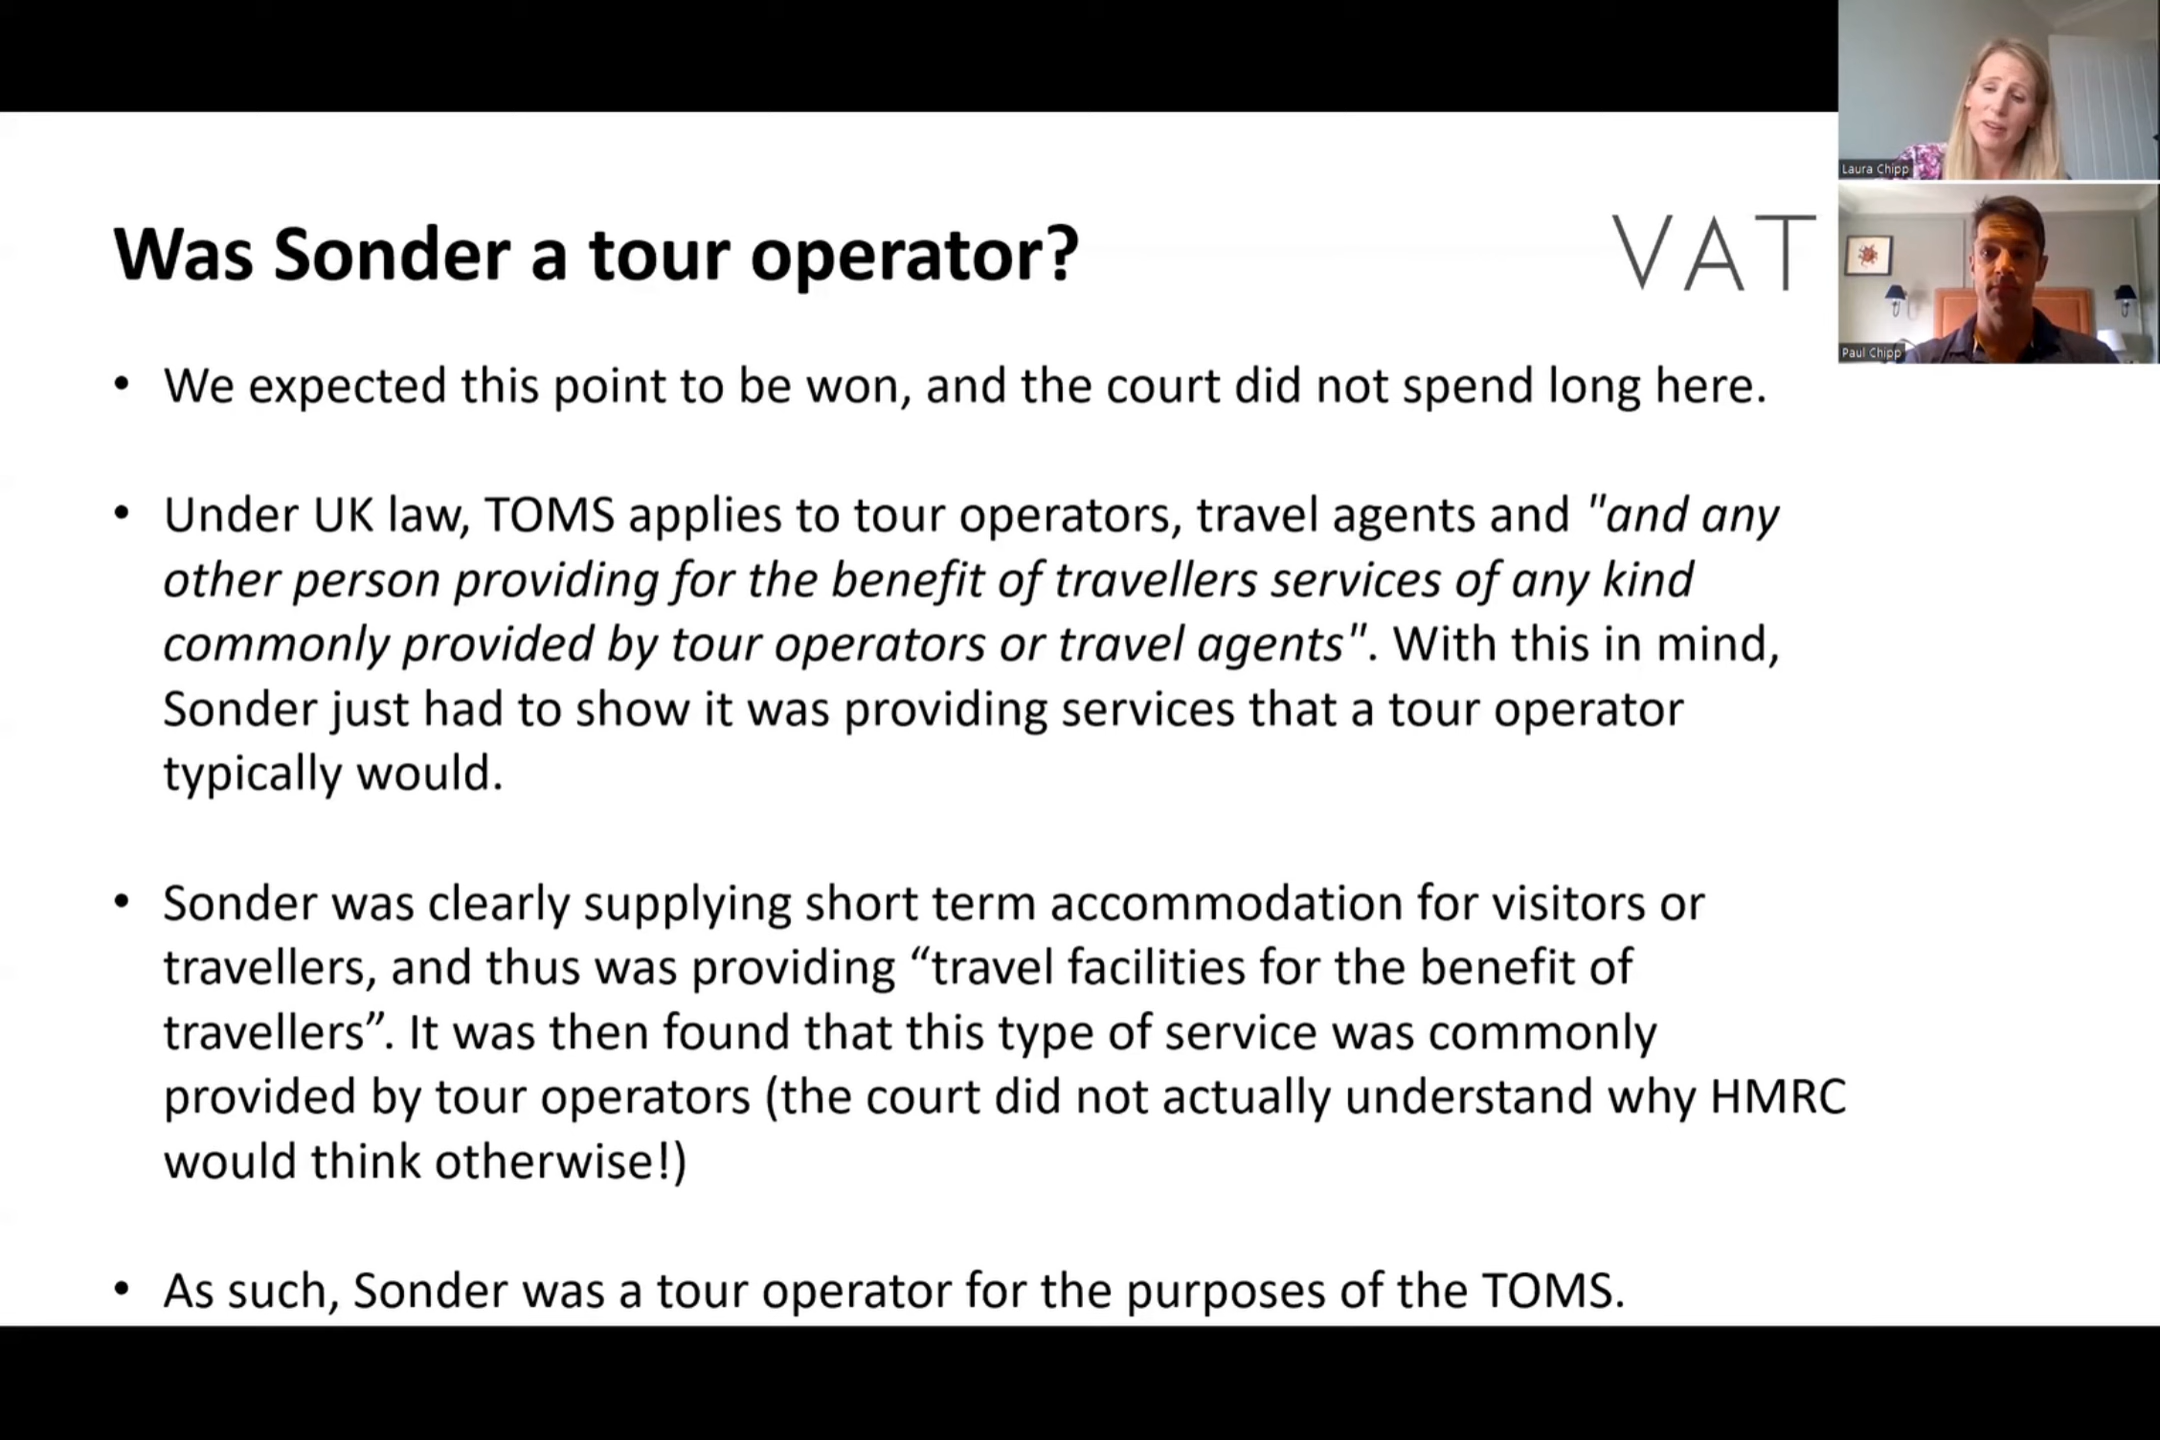 Laura Chipp
Was Sonder a tour operator?
VAT
Paul Chipp
• We expected this point to be won, and the court did not spend long here.
• Under UK law, TOMS applies to tour operators, travel agents and "and any
other person providing for the benefit of travellers services of any kind
commonly provided by tour operators or travel agents". With this in mind,
Sonder just had to show it was providing services that a tour operator
typically would.
• Sonder was clearly supplying short term accommodation for visitors or
travellers, and thus was providing “travel facilities for the benefit of
travellers”. It was then found that this type of service was commonly
provided by tour operators (the court did not actually understand why HMRC
would think otherwise!)
• As such, Sonder was a tour operator for the purposes of the TOMS.